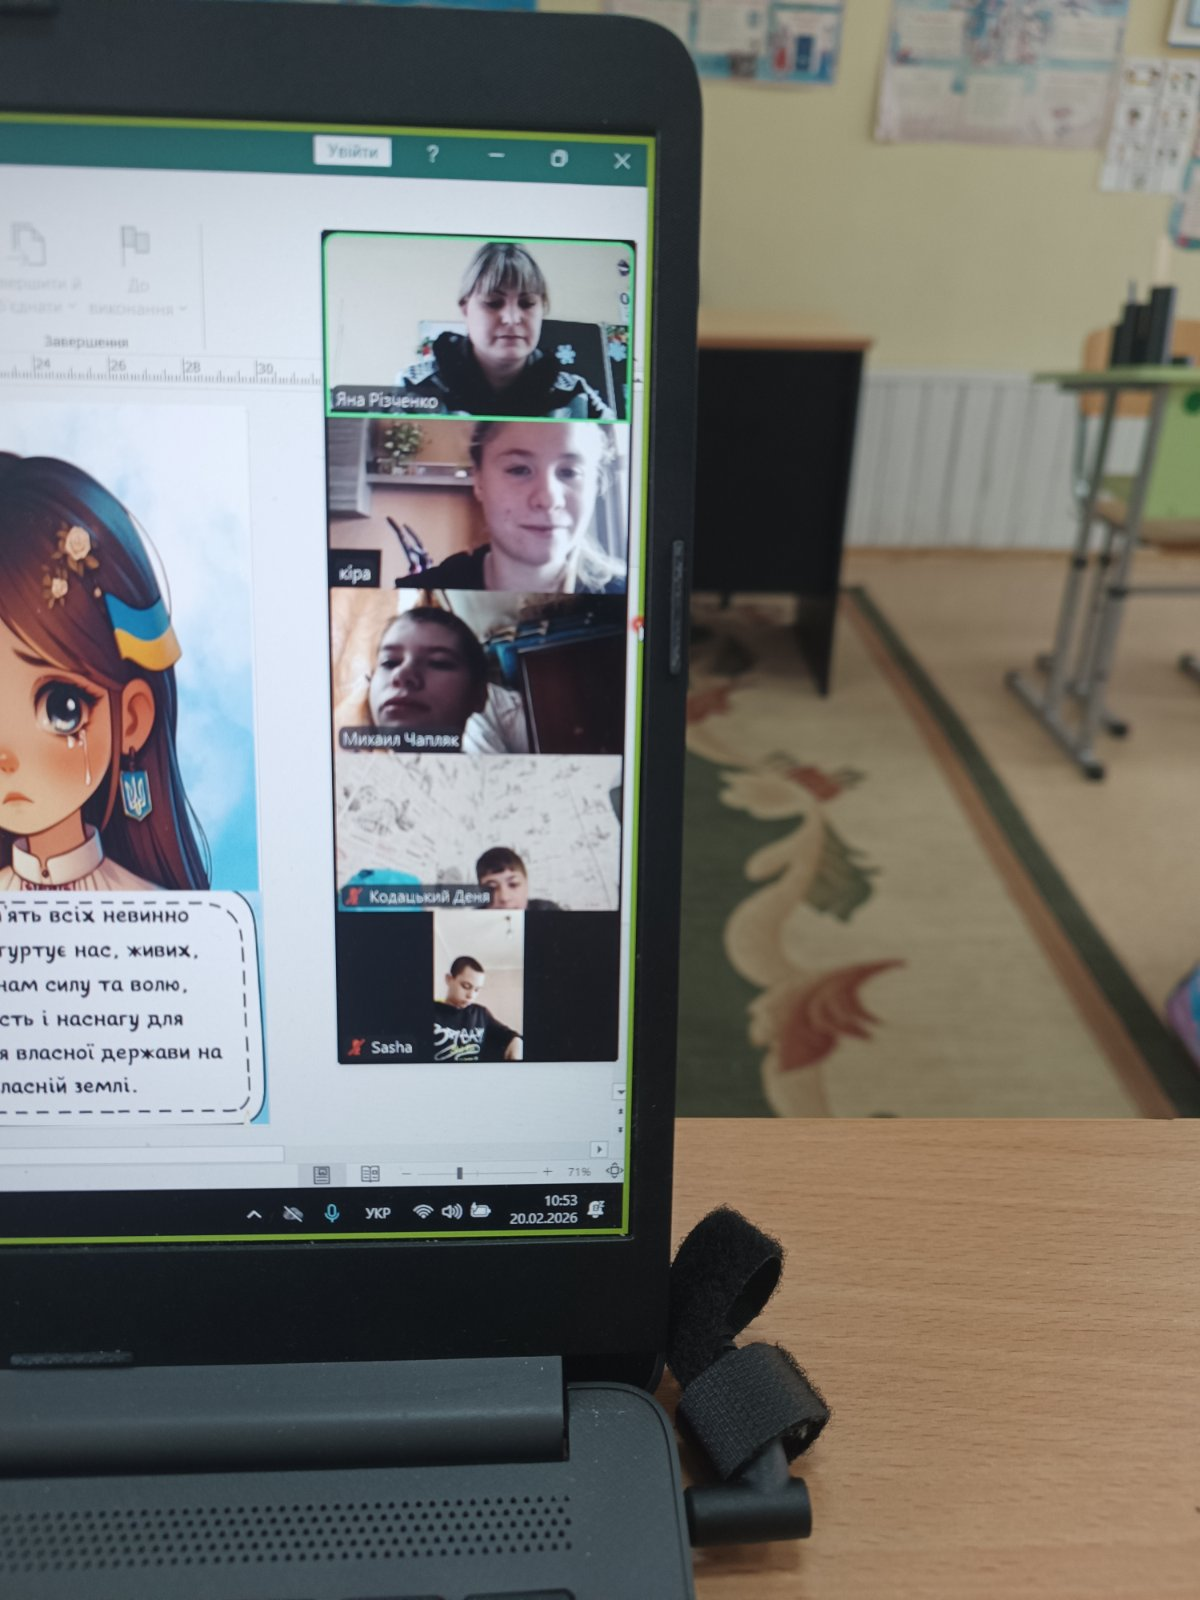 Увійти
?
До
виконання
Завершення
24 26 28 30
Яна Різченко
кіра
Михаил Чапляк
Кодацький Деня
Sasha
'ять всіх невинно
гуртує нас, живих,
нам силу та волю,
сть і наснагу для
я власної держави на
ласній землі.
71%
УКР
10:53
20.02.2026